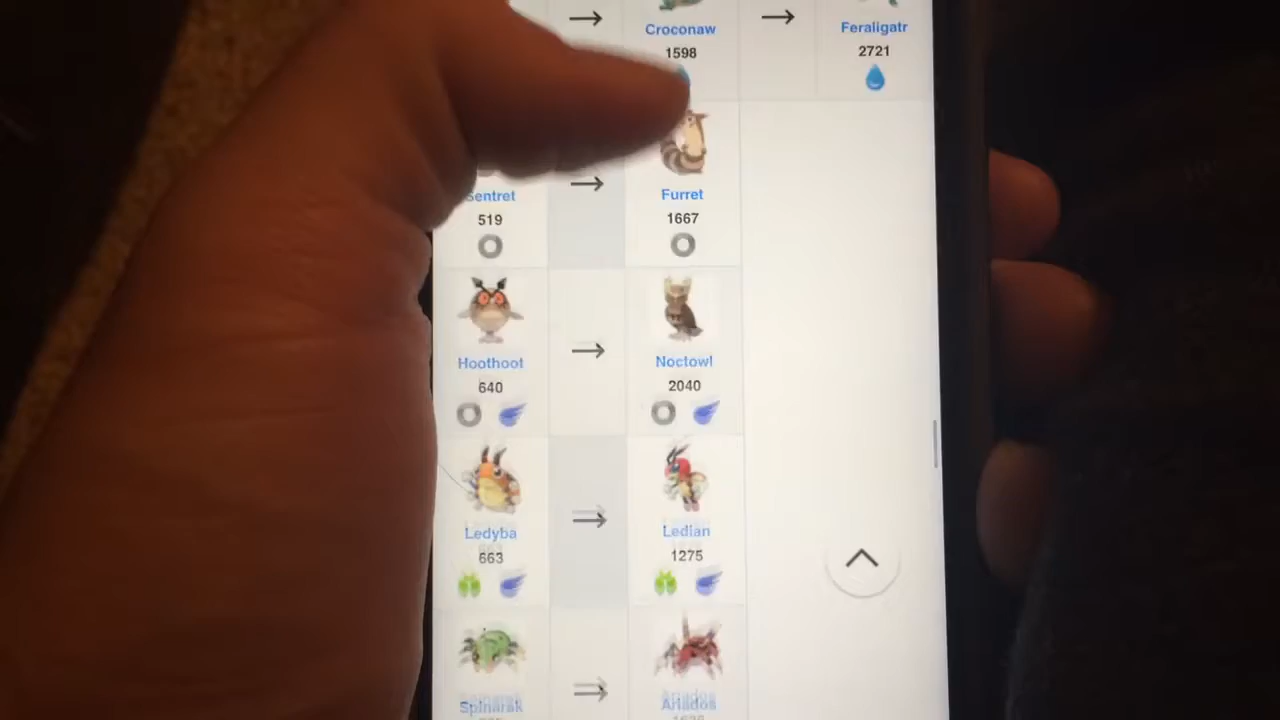 Croconaw Feraligatr
1598 2721
Sentret Furret
519 1667
Hoothoot Noctowl
640 2040
Ledyba Ledian
663 1275
Spinarak Ariados